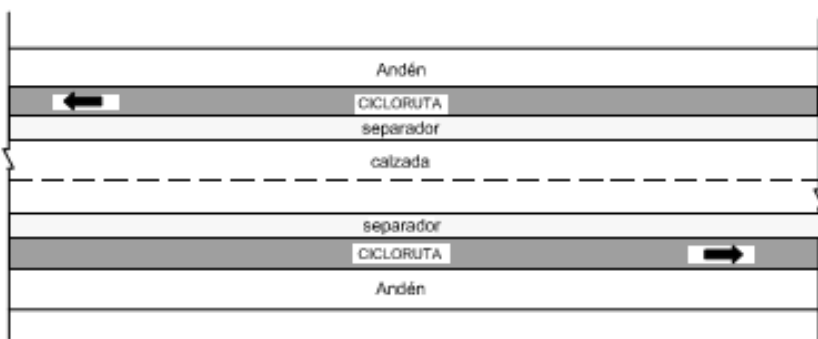 Andén
CICLORUTA
separador
calzada
separador
CICLORUTA
Andén